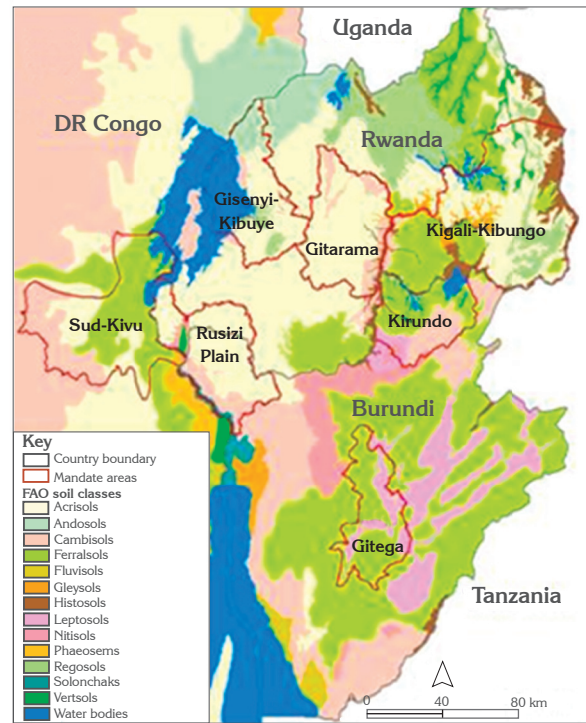 Uganda
DR Congo
Rwanda
Gisenyi-
Kibuye
Gitarama
Kigali-Kibungo
Sud-Kivu
Rusizi
Plain
Kirundo
Burundi
Gitega
Tanzania
Key
Country boundary
Mandate areas
FAO soil classes
Acrisols
Andosols
Cambisols
Ferralsols
Fluvisols
Gleysols
Histosols
Leptosols
Nitisols
Phaeosems
Regosols
Solonchaks
Vertsols
Water bodies
0 40 80 km